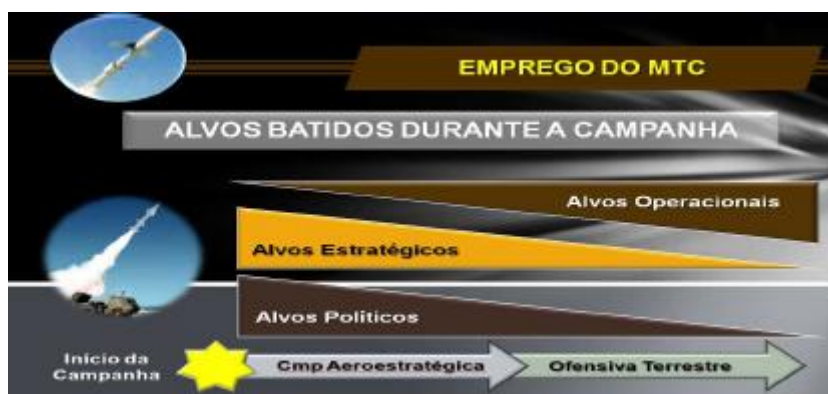 EMPREGO DO MTC
ALVOS BATIDOS DURANTE A CAMPANHA
Alvos Operacionais
Alvos Estratégicos
Alvos Políticos
Início da
Campanha
Cmp Aeroestratégica
Ofensiva Terrestre